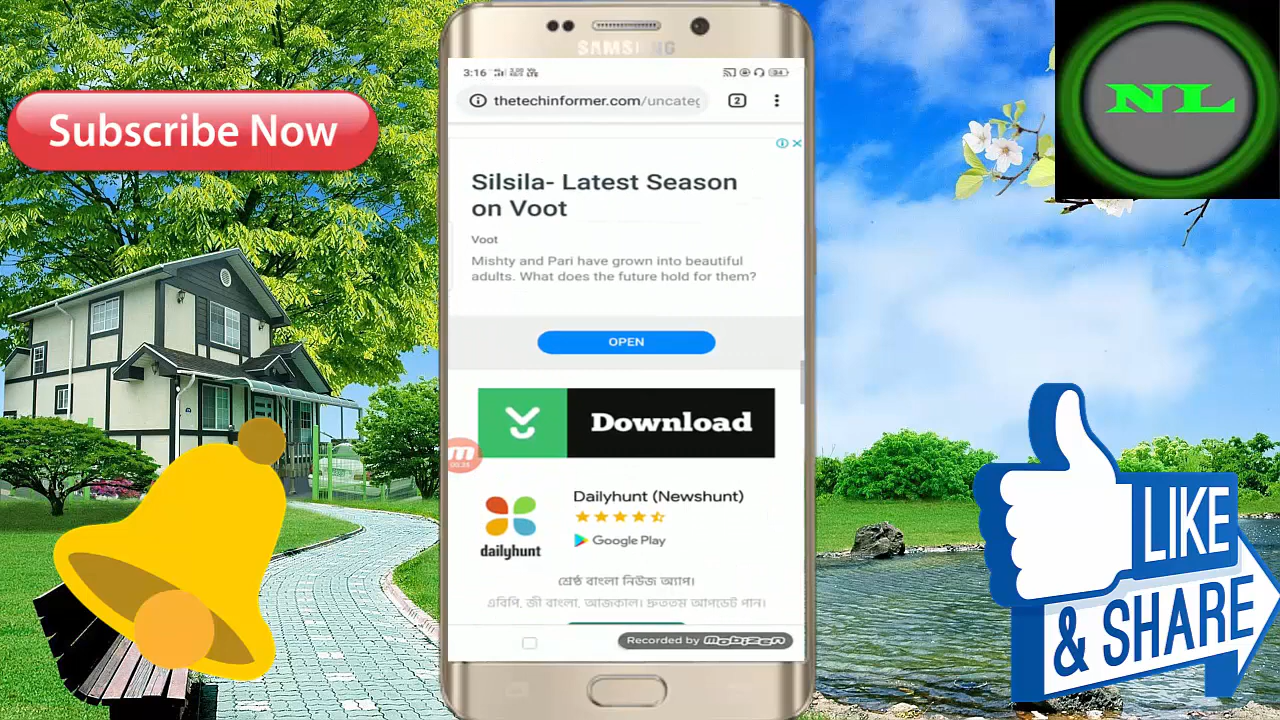 Subscribe Now
SAMSUNG
3:16
thetechinformer.com/uncateg
2
NL
Silsila- Latest Season
on Voot
Voot
Mishty and Pari have grown into beautiful
adults. What does the future hold for them?
OPEN
Download
Dailyhunt (Newshunt)
dailyhunt
Google Play
শ্রেষ্ঠ বাংলা নিউজ অ্যাপ।
এবিপি, জী বাংলা, আজকাল। দ্রুততম আপডেট পান।
Recorded by mobizen
LIKE
& SHARE